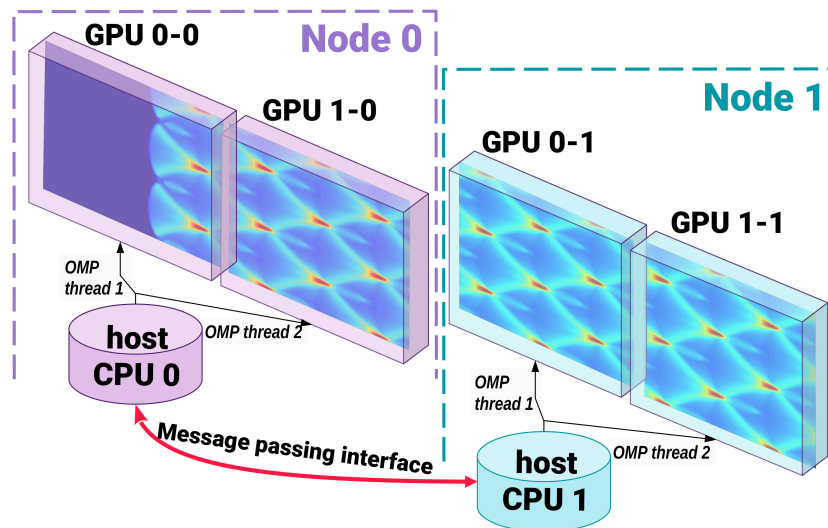 GPU 0-0
Node 0
GPU 1-0
Node 1
GPU 0-1
GPU 1-1
OMP
thread 1
OMP thread 2
host
CPU 0
OMP
thread 1
OMP thread 2
Message passing interface
host
CPU 1